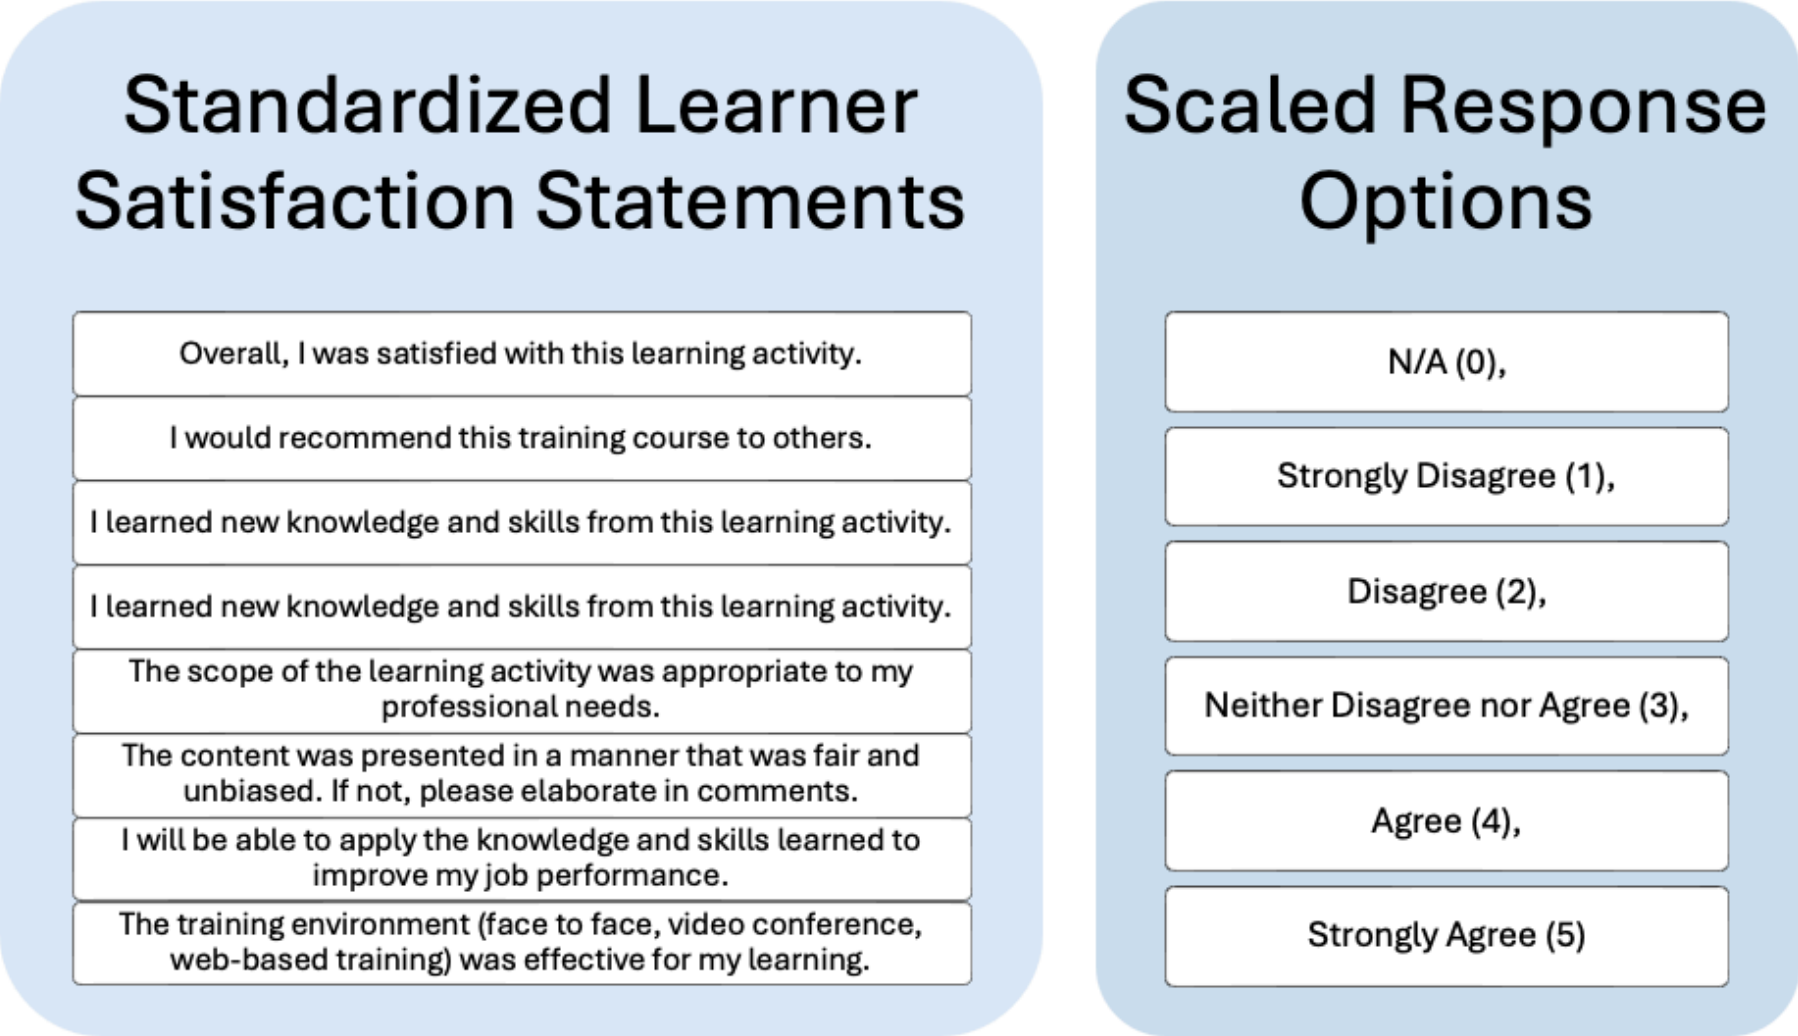 Standardized Learner
Satisfaction Statements
Overall, I was satisfied with this learning activity.
I would recommend this training course to others.
I learned new knowledge and skills from this learning activity.
I learned new knowledge and skills from this learning activity.
The scope of the learning activity was appropriate to my
professional needs.
The content was presented in a manner that was fair and
unbiased. If not, please elaborate in comments.
I will be able to apply the knowledge and skills learned to
improve my job performance.
The training environment (face to face, video conference,
web-based training) was effective for my learning.
Scaled Response
Options
N/A (0),
Strongly Disagree (1),
Disagree (2),
Neither Disagree nor Agree (3),
Agree (4),
Strongly Agree (5)